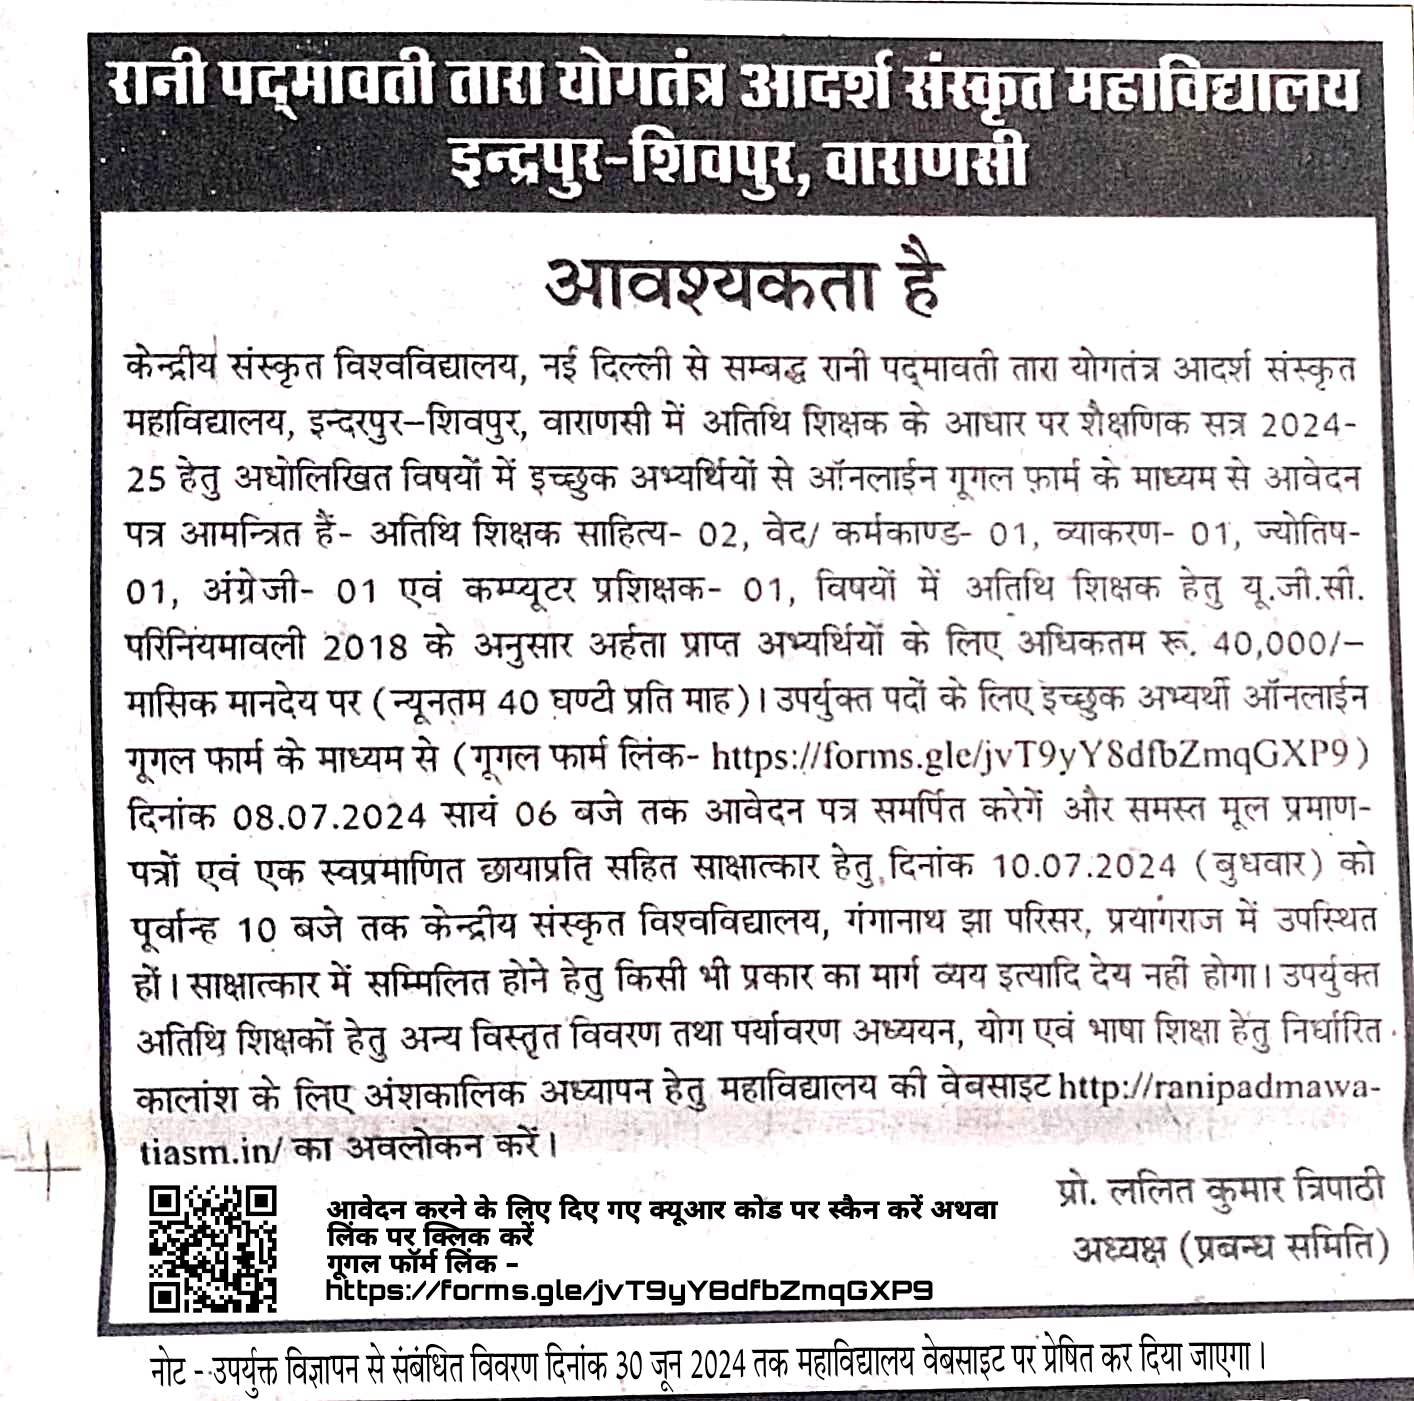 रानी पद्मावती तारा योगतंत्र आदर्श संस्कृत महाविद्यालय
इन्द्रपुर-शिवपुर, वाराणसी
आवश्यकता है
केन्द्रीय संस्कृत विश्वविद्यालय, नई दिल्ली से सम्बद्ध रानी पद्मावती तारा योगतंत्र आदर्श संस्कृत
महाविद्यालय, इन्दरपुर–शिवपुर, वाराणसी में अतिथि शिक्षक के आधार पर शैक्षणिक सत्र 2024-
25 हेतु अधोलिखित विषयों में इच्छुक अभ्यर्थियों से ऑनलाईन गूगल फ़ार्म के माध्यम से आवेदन
पत्र आमन्त्रित हैं- अतिथि शिक्षक साहित्य- 02, वेद/ कर्मकाण्ड- 01, व्याकरण- 01, ज्योतिष-
01, अंग्रेजी- 01 एवं कम्प्यूटर प्रशिक्षक- 01, विषयों में अतिथि शिक्षक हेतु यू.जी.सी.
परिनियमावली 2018 के अनुसार अर्हता प्राप्त अभ्यर्थियों के लिए अधिकतम रू. 40,000/–
मासिक मानदेय पर (न्यूनतम 40 घण्टी प्रति माह)। उपर्युक्त पदों के लिए इच्छुक अभ्यर्थी ऑनलाईन
गूगल फार्म के माध्यम से (गूगल फार्म लिंक- https://forms.gle/jvT9yY8dfbZmqGXP9)
दिनांक 08.07.2024 सायं 06 बजे तक आवेदन पत्र समर्पित करेगें और समस्त मूल प्रमाण-
पत्रों एवं एक स्वप्रमाणित छायाप्रति सहित साक्षात्कार हेतु दिनांक 10.07.2024 (बुधवार) को
पूर्वान्ह 10 बजे तक केन्द्रीय संस्कृत विश्वविद्यालय, गंगानाथ झा परिसर, प्रयागराज में उपस्थित
हों। साक्षात्कार में सम्मिलित होने हेतु किसी भी प्रकार का मार्ग व्यय इत्यादि देय नहीं होगा। उपर्युक्त
अतिथि शिक्षकों हेतु अन्य विस्तृत विवरण तथा पर्यावरण अध्ययन, योग एवं भाषा शिक्षा हेतु निर्धारित
कालांश के लिए अंशकालिक अध्यापन हेतु महाविद्यालय की वेबसाइट http://ranipadmawa-
tiasm.in/ का अवलोकन करें।
प्रो. ललित कुमार त्रिपाठी
अध्यक्ष (प्रबन्ध समिति)
आवेदन करने के लिए दिए गए क्यूआर कोड पर स्कैन करें अथवा
लिंक पर क्लिक करें
गूगल फॉर्म लिंक -
https://forms.gle/jvT9yY8dfbZmqGXP9
नोट - उपर्युक्त विज्ञापन से संबंधित विवरण दिनांक 30 जून 2024 तक महाविद्यालय वेबसाइट पर प्रेषित कर दिया जाएगा।